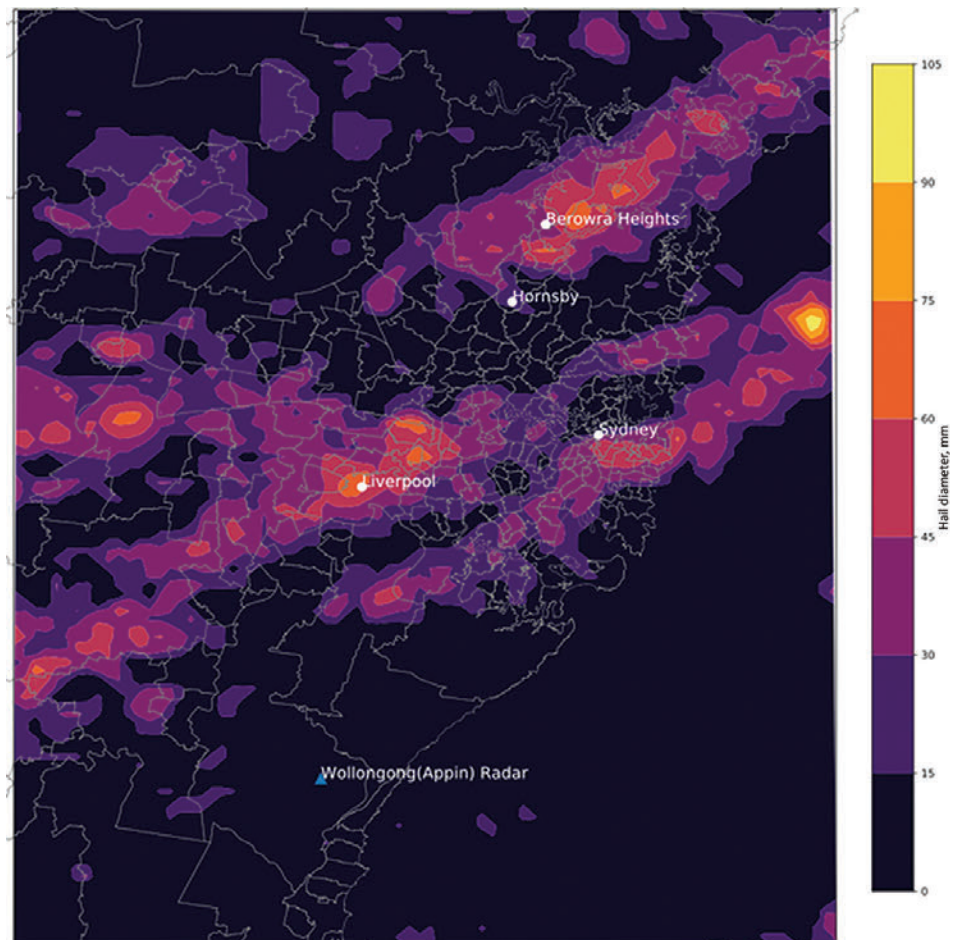 105
90
Berowra Heights
Hornsby
75
60
Sydney
Liverpool
Hail diameter, mm
45
30
Wollongong(Appin) Radar
15
0